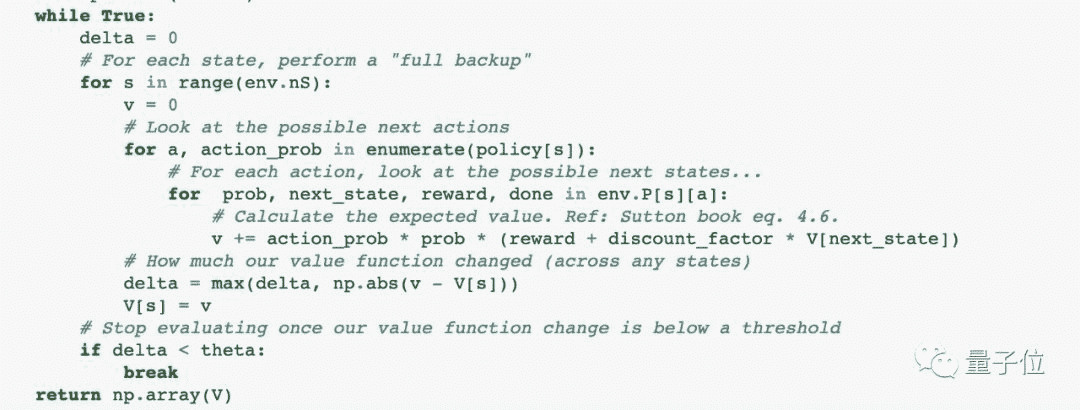 while True:
    delta = 0
    # For each state, perform a "full backup"
    for s in range(env.nS):
        v = 0
        # Look at the possible next actions
        for a, action_prob in enumerate(policy[s]):
            # For each action, look at the possible next states...
            for  prob, next_state, reward, done in env.P[s][a]:
                # Calculate the expected value. Ref: Sutton book eq. 4.6.
                v += action_prob * prob * (reward + discount_factor * V[next_state])
        # How much our value function changed (across any states)
        delta = max(delta, np.abs(v - V[s]))
        V[s] = v
    # Stop evaluating once our value function change is below a threshold
    if delta < theta:
        break
return np.array(V)
量子位